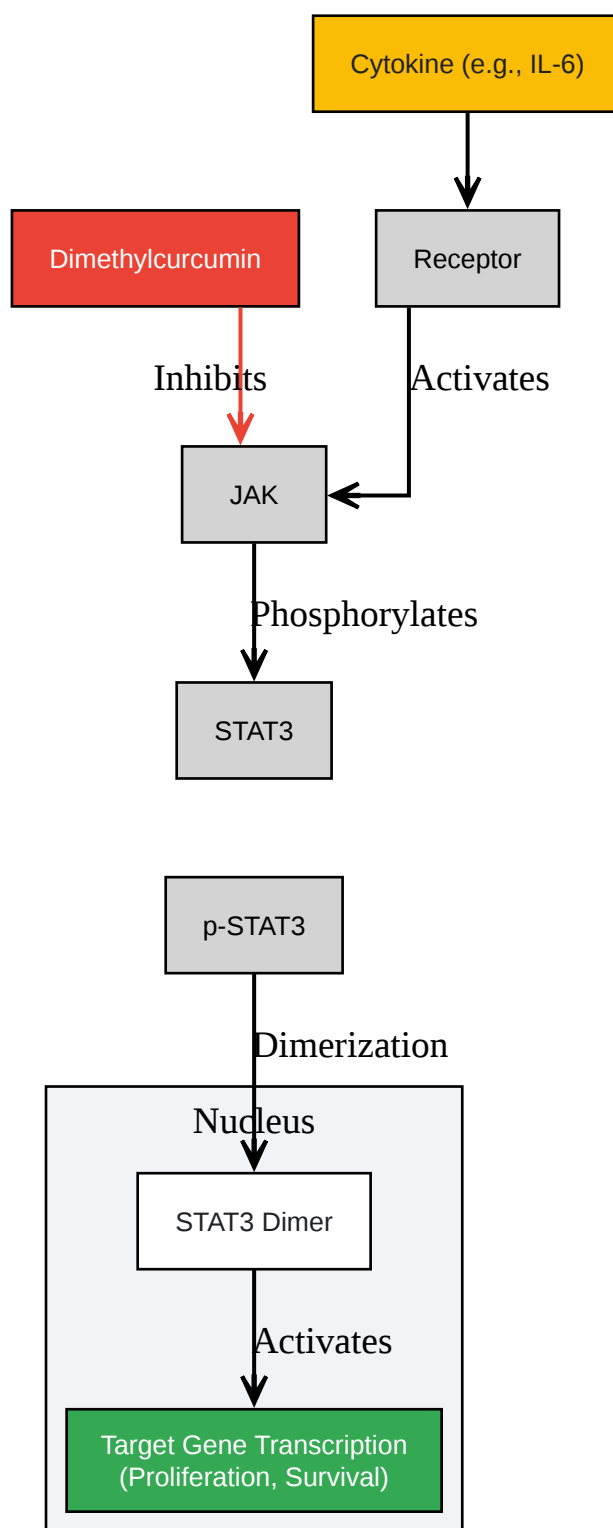 Cytokine (e.g., IL-6)
Dimethylcurcumin
Receptor
Inhibits
Activates
JAK
Phosphorylates
STAT3
p-STAT3
Dimerization
Nucleus
STAT3 Dimer
Activates
Target Gene Transcription
(Proliferation, Survival)